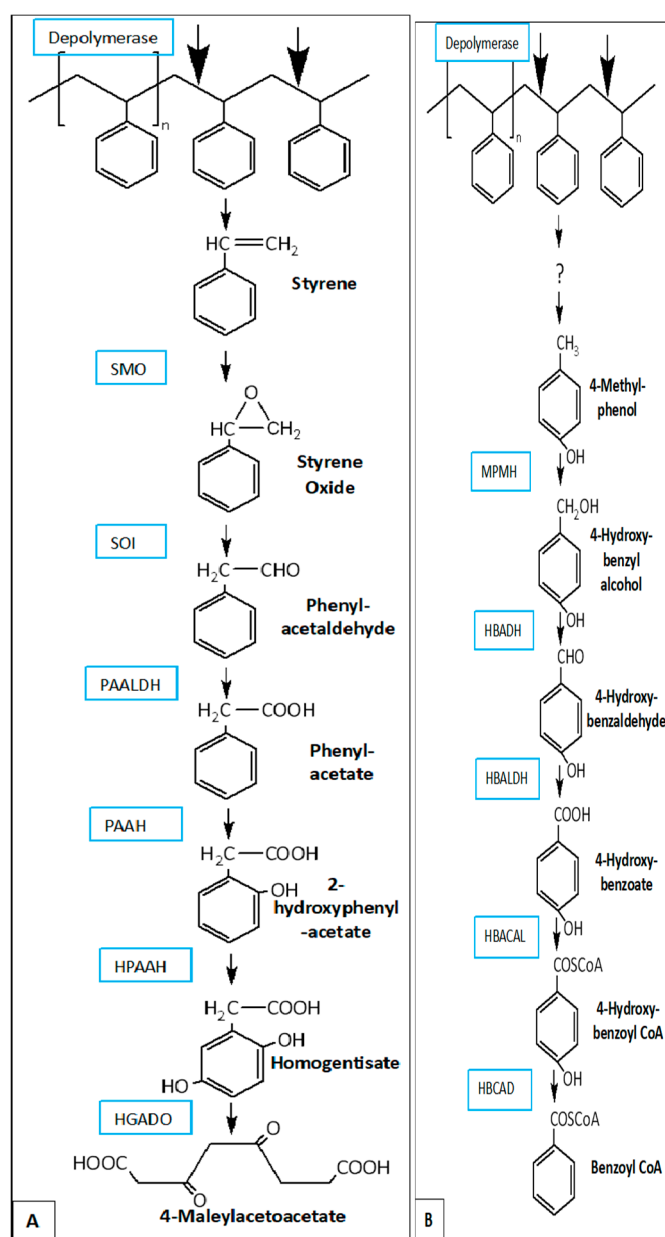 Depolymerase
n
HC=CH2
Styrene
SMO
O
HC—CH2
Styrene
Oxide
SOI
H2C—CHO
Phenyl-
acetaldehyde
PAALDH
H2C—COOH
Phenyl-
acetate
PAAH
H2C—COOH
OH
2-
hydroxyphenyl
-acetate
HPAAH
H2C—COOH
OH
HO
Homogentisate
HGADO
O
HOOC
COOH
O
4-Maleylacetoacetate
A
Depolymerase
n
?
CH3
4-Methyl-
phenol
OH
MPMH
CH2OH
4-Hydroxy-
benzyl
alcohol
OH
HBADH
CHO
4-Hydroxy-
benzaldehyde
OH
HBALDH
COOH
4-Hydroxy-
benzoate
OH
HBACAL
COSCoA
4-Hydroxy-
benzoyl CoA
OH
HBCAD
COSCoA
Benzoyl CoA
B